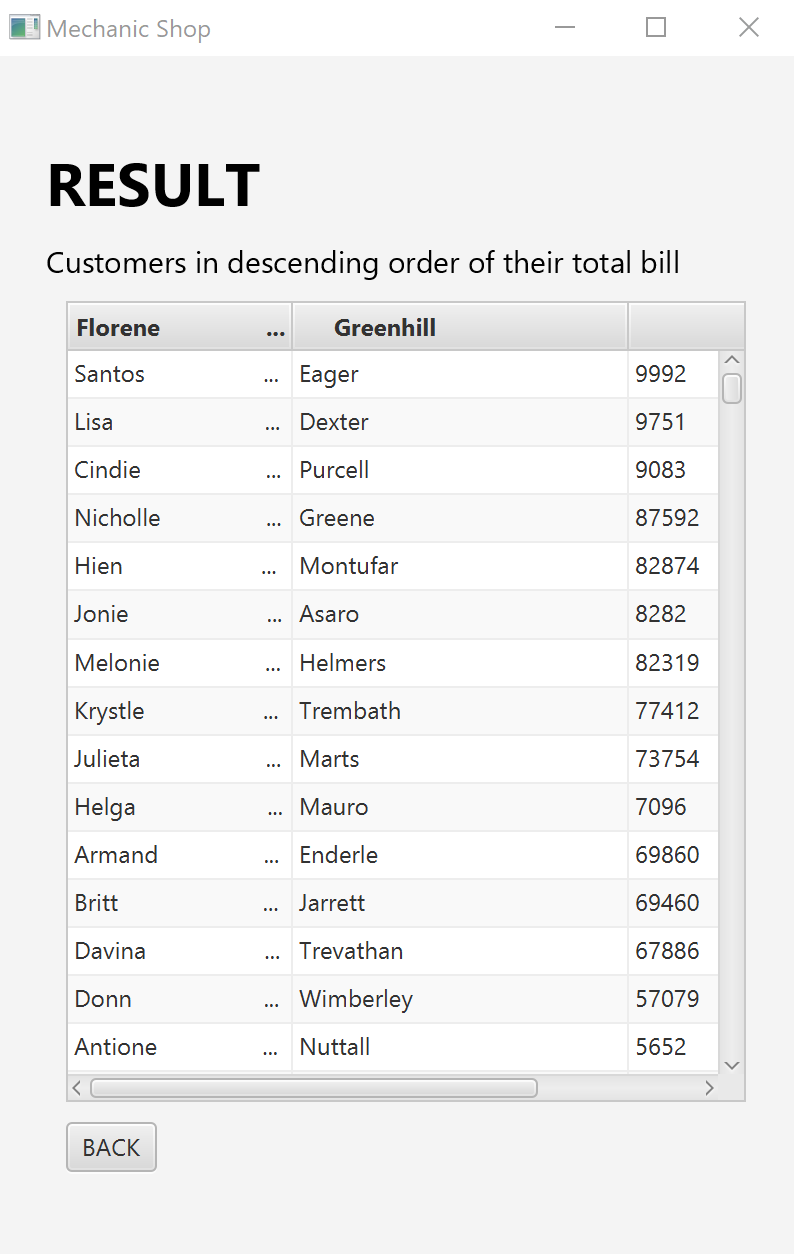 Mechanic Shop
RESULT
Customers in descending order of their total bill
Florene ... Greenhill
Santos ... Eager 9992
Lisa ... Dexter 9751
Cindie ... Purcell 9083
Nicholle ... Greene 87592
Hien ... Montufar 82874
Jonie ... Asaro 8282
Melonie ... Helmers 82319
Krystle ... Trembath 77412
Julieta ... Marts 73754
Helga ... Mauro 7096
Armand ... Enderle 69860
Britt ... Jarrett 69460
Davina ... Trevathan 67886
Donn ... Wimberley 57079
Antione ... Nuttall 5652
BACK